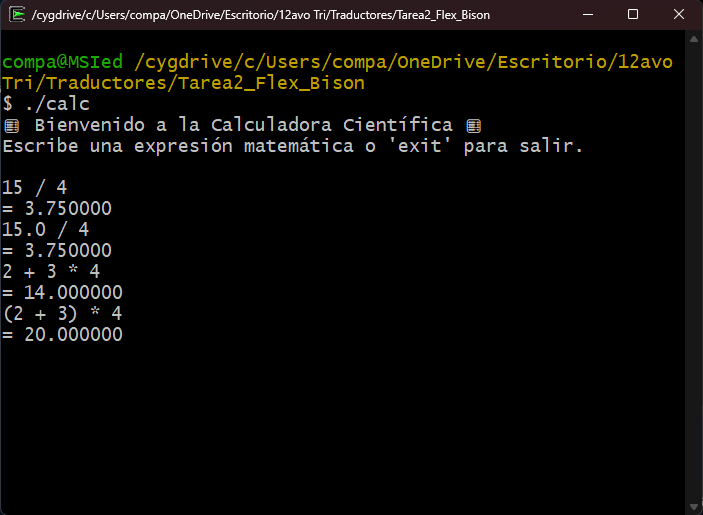 /cygdrive/c/Users/compa/OneDrive/Escritorio/12avo Tri/Traductores/Tarea2_Flex_Bison
compa@MSIed /cygdrive/c/Users/compa/OneDrive/Escritorio/12avo
Tri/Traductores/Tarea2_Flex_Bison
$ ./calc
🧮 Bienvenido a la Calculadora Científica 🧮
Escribe una expresión matemática o 'exit' para salir.
15 / 4
= 3.750000
15.0 / 4
= 3.750000
2 + 3 * 4
= 14.000000
(2 + 3) * 4
= 20.000000